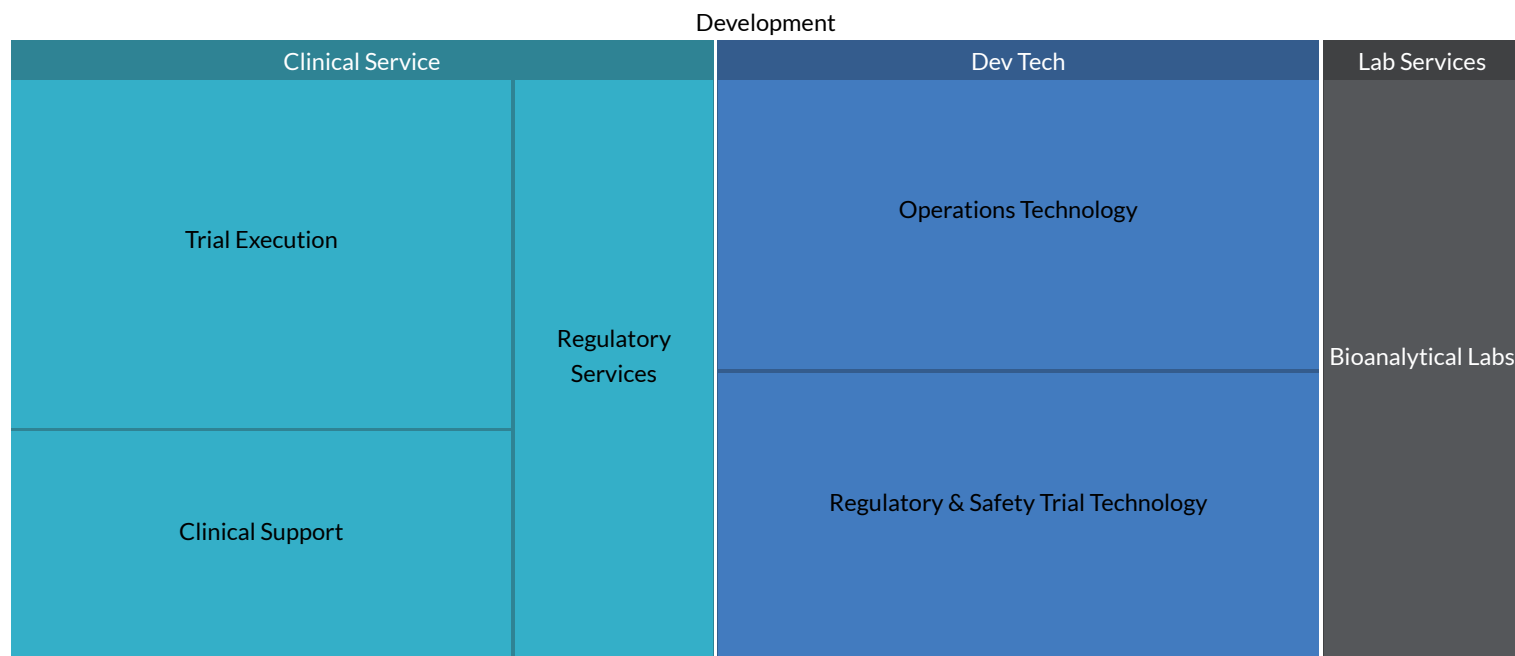 Development
Clinical Service
Dev Tech
Lab Services
Trial Execution
Clinical Support
Regulatory
Services
Operations Technology
Regulatory & Safety Trial Technology
Bioanalytical Labs